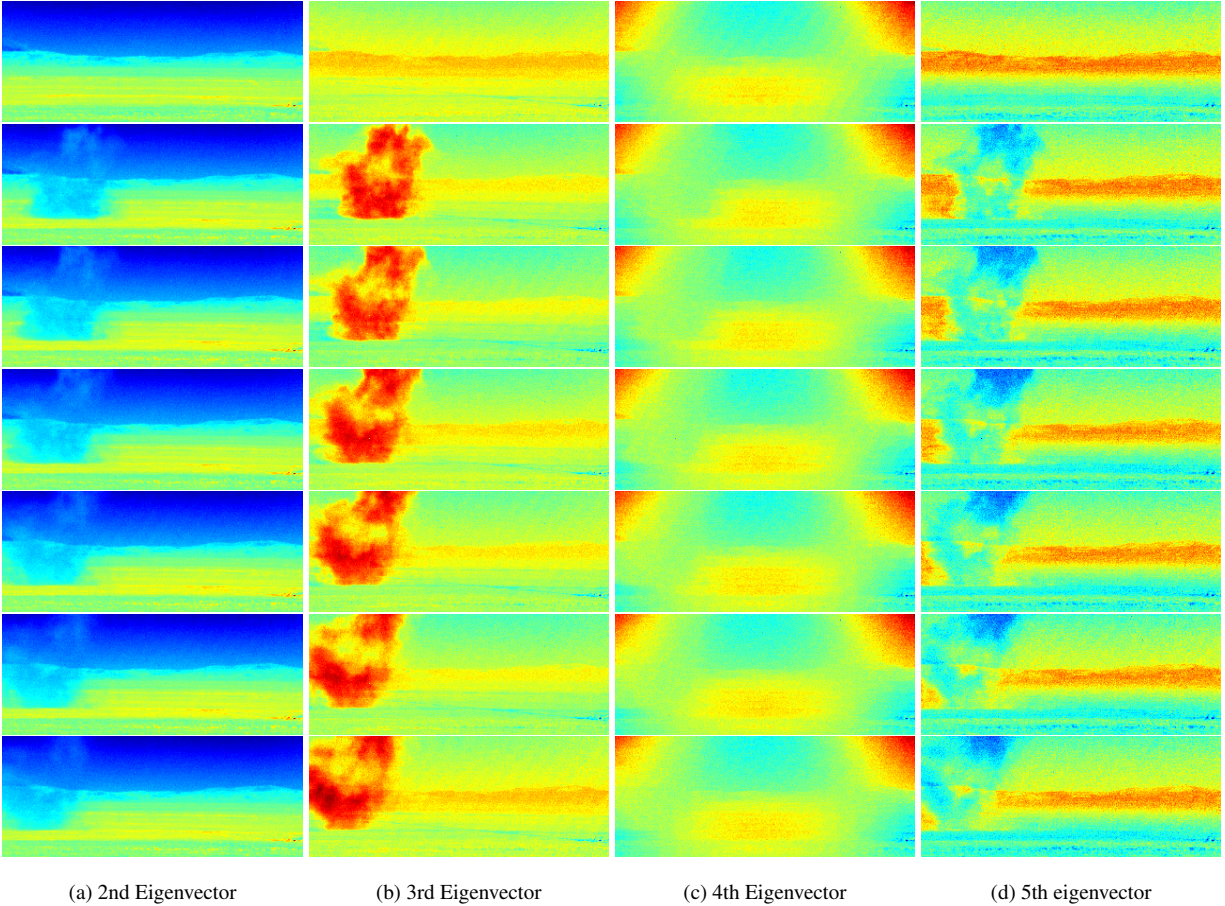 (a) 2nd Eigenvector
(b) 3rd Eigenvector
(c) 4th Eigenvector
(d) 5th eigenvector